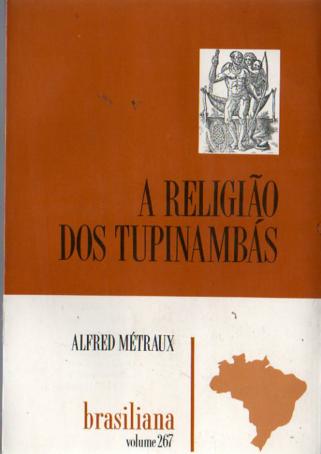 A RELIGIÃO
DOS TUPINAMBÁS
ALFRED MÉTRAUX
brasiliana
volume 267